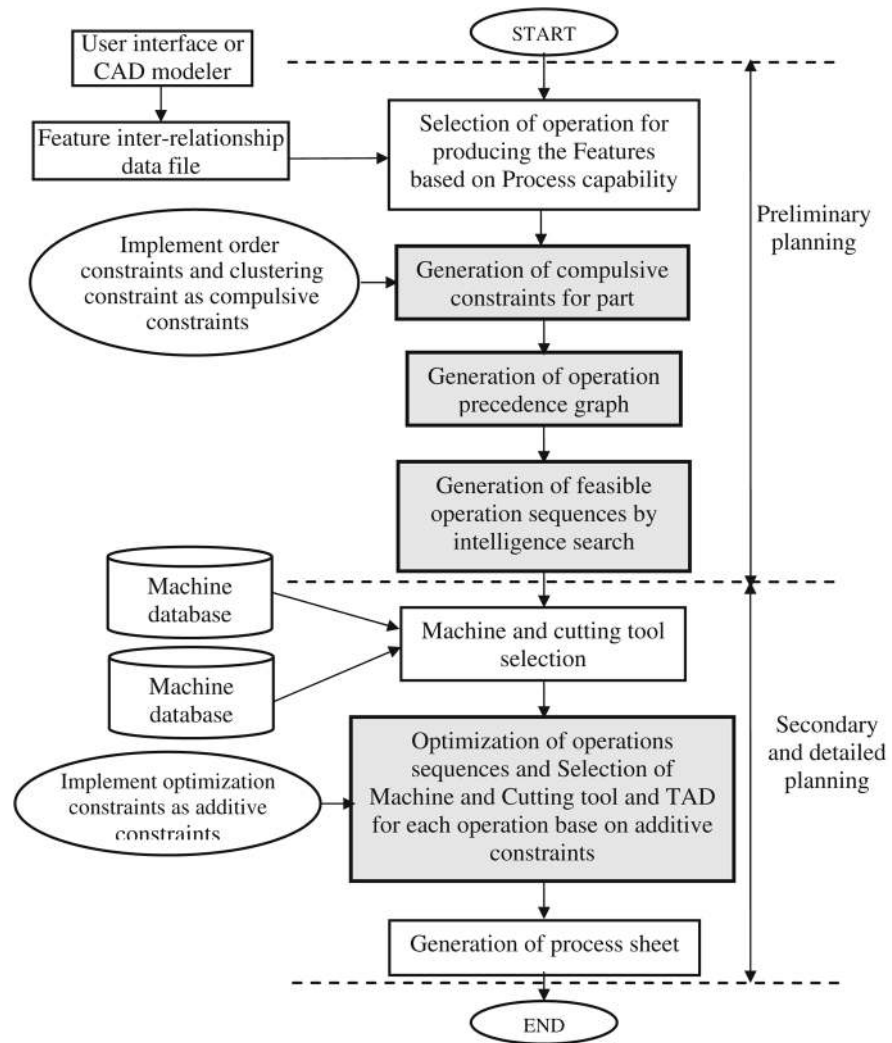 START
User interface or
CAD modeler
Feature inter-relationship
data file
Selection of operation for
producing the Features
based on Process capability
Preliminary
planning
Implement order
constraints and clustering
constraint as compulsive
constraints
Generation of compulsive
constraints for part
Generation of operation
precedence graph
Generation of feasible
operation sequences by
intelligence search
Machine
database
Machine and cutting tool
selection
Machine
database
Secondary
and detailed
planning
Optimization of operations
sequences and Selection of
Machine and Cutting tool and TAD
for each operation base on additive
constraints
Implement optimization
constraints as additive
constraints
Generation of process sheet
END